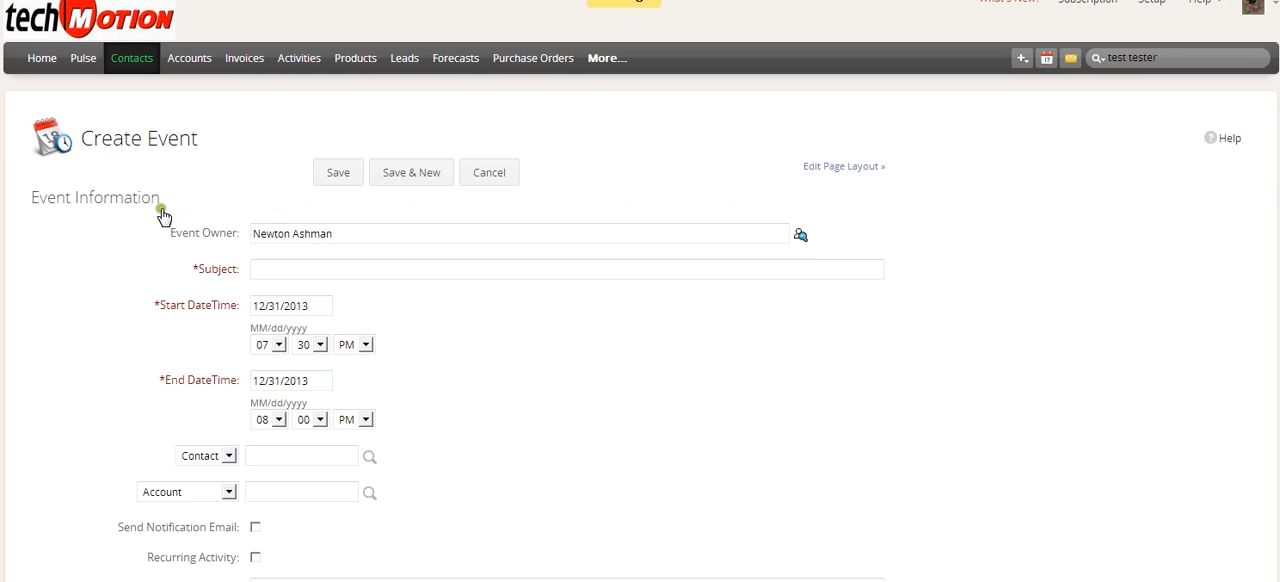 What's New? Subscription Setup Help
tech MOTION
Home Pulse Contacts Accounts Invoices Activities Products Leads Forecasts Purchase Orders More... 17 test tester
Create Event
Help
Save Save & New Cancel Edit Page Layout »
Event Information
Event Owner: Newton Ashman
*Subject:
*Start DateTime: 12/31/2013
MM/dd/yyyy
07 30 PM
*End DateTime: 12/31/2013
MM/dd/yyyy
08 00 PM
Contact
Account
Send Notification Email:
Recurring Activity: